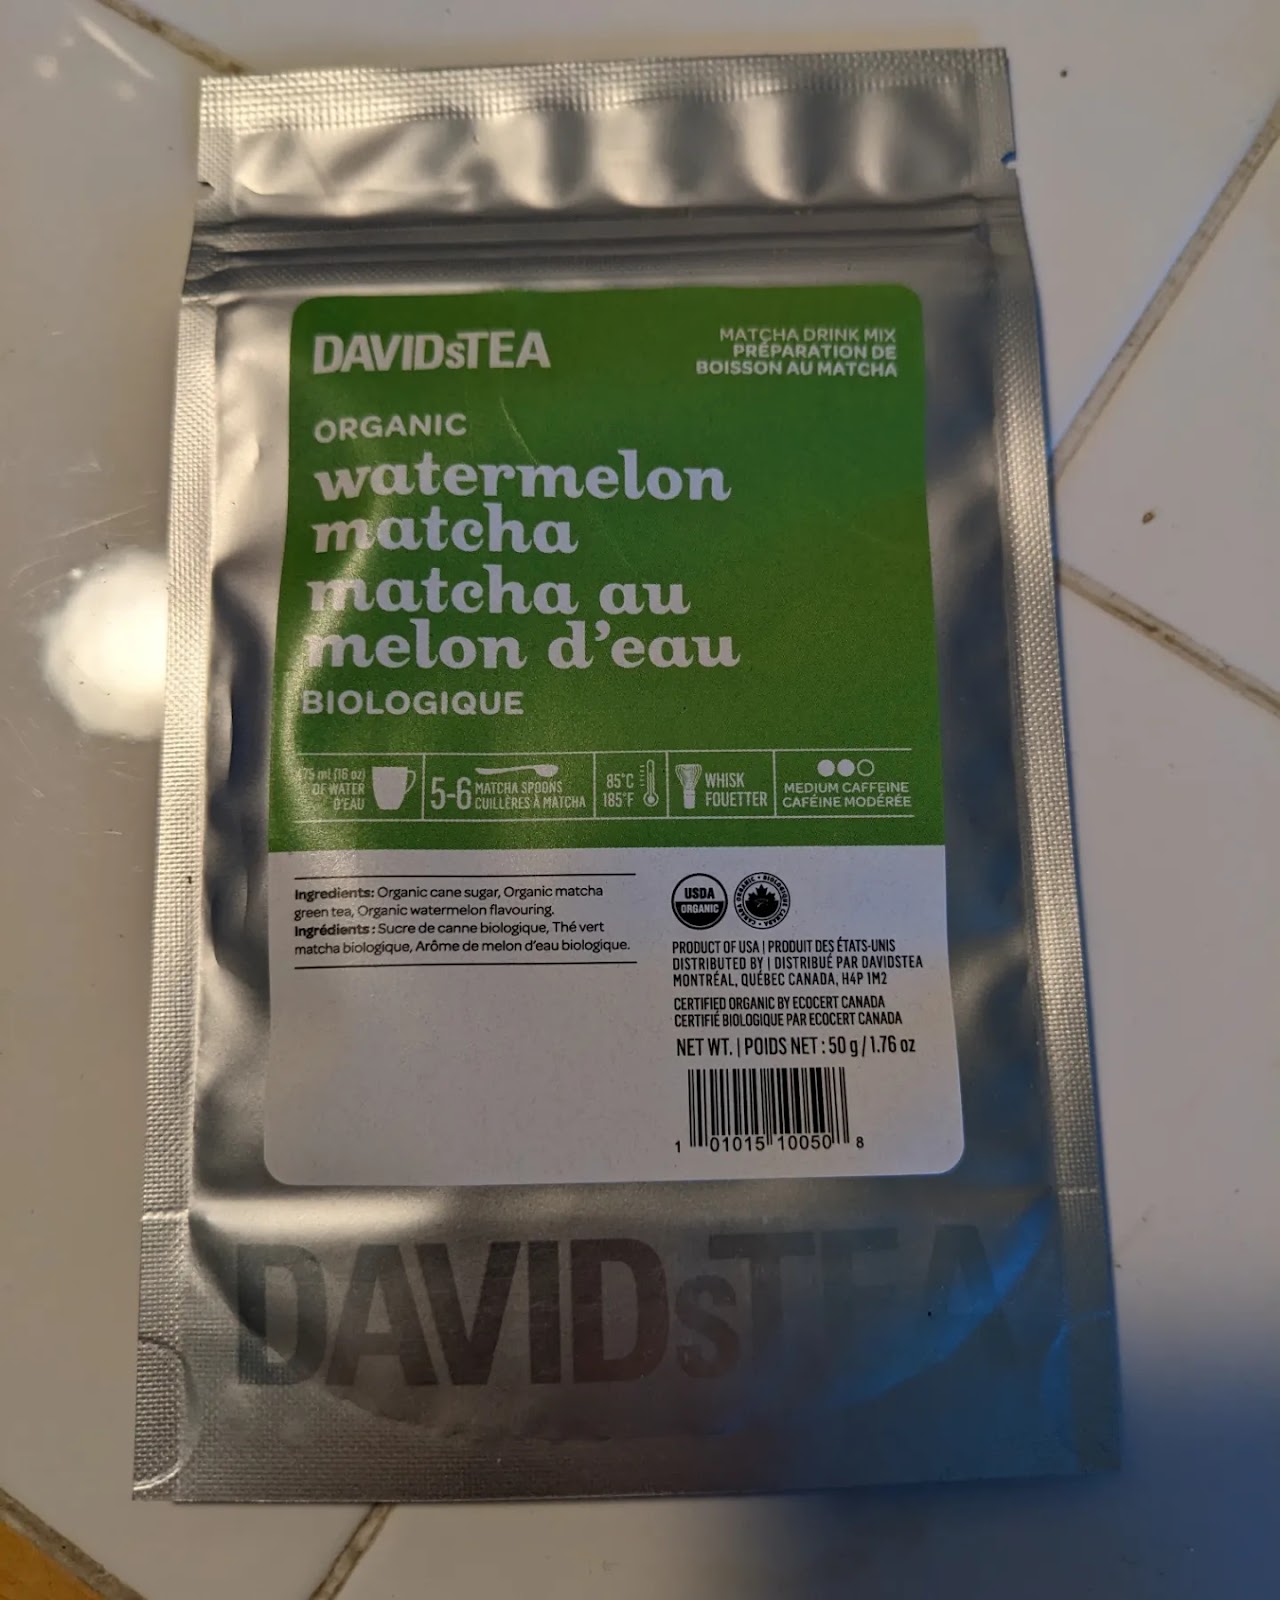 DAVIDsTEA
MATCHA DRINK MIX
PRÉPARATION DE
BOISSON AU MATCHA
ORGANIC
watermelon
matcha
matcha au
melon d'eau
BIOLOGIQUE
75 ml (16 oz)
OF WATER
D'EAU
5-6 MATCHA SPOONS
CUILLÈRES À MATCHA
85°C
185°F
WHISK
FOUETTER
MEDIUM CAFFEINE
CAFÉINE MODÉRÉE
Ingredients: Organic cane sugar, Organic matcha
green tea, Organic watermelon flavouring.
Ingrédients : Sucre de canne biologique, Thé vert
matcha biologique, Arôme de melon d'eau biologique.
USDA
ORGANIC
CANADA ORGANIC • BIOLOGIQUE CANADA •
PRODUCT OF USA | PRODUIT DES ÉTATS-UNIS
DISTRIBUTED BY | DISTRIBUÉ PAR DAVIDSTEA
MONTRÉAL, QUÉBEC CANADA, H4P 1M2
CERTIFIED ORGANIC BY ECOCERT CANADA
CERTIFIÉ BIOLOGIQUE PAR ECOCERT CANADA
NET WT. | POIDS NET : 50 g / 1.76 oz
1 01015 10050 8
DAVIDsTEA